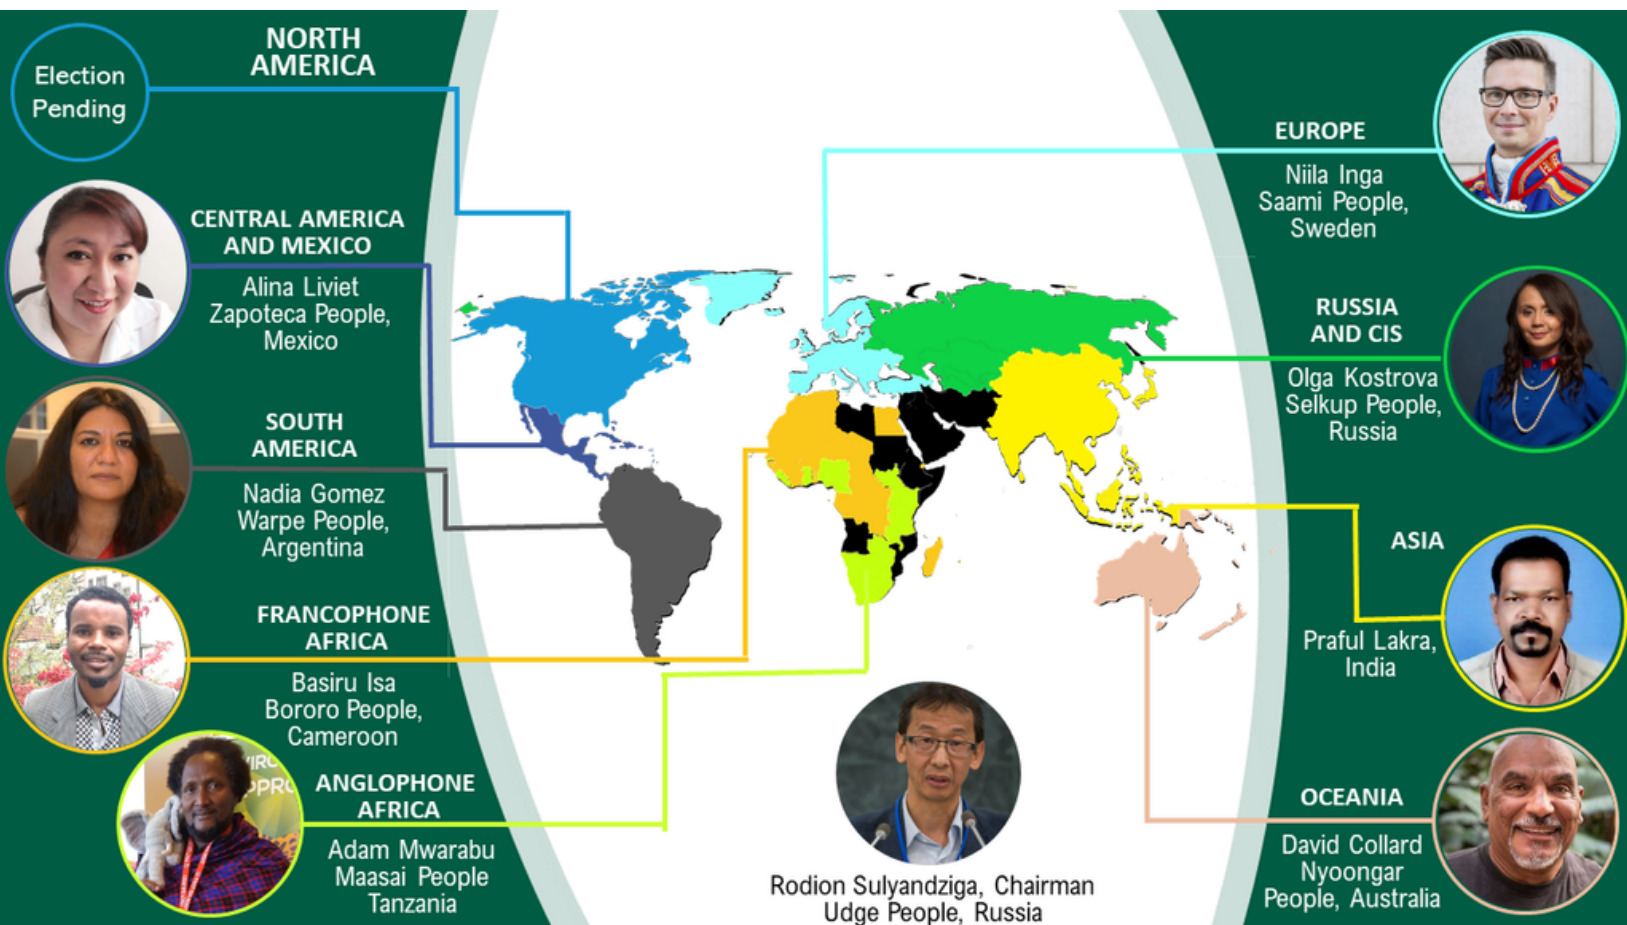 Election
Pending
NORTH
AMERICA
CENTRAL AMERICA
AND MEXICO
Alina Liviet
Zapoteca People,
Mexico
SOUTH
AMERICA
Nadia Gomez
Warpe People,
Argentina
FRANCOPHONE
AFRICA
Basiru Isa
Bororo People,
Cameroon
ANGLOPHONE
AFRICA
Adam Mwarabu
Maasai People
Tanzania
Rodion Sulyandziga, Chairman
Udge People, Russia
EUROPE
Niila Inga
Saami People,
Sweden
RUSSIA
AND CIS
Olga Kostrova
Selkup People,
Russia
ASIA
Praful Lakra,
India
OCEANIA
David Collard
Nyoongar
People, Australia